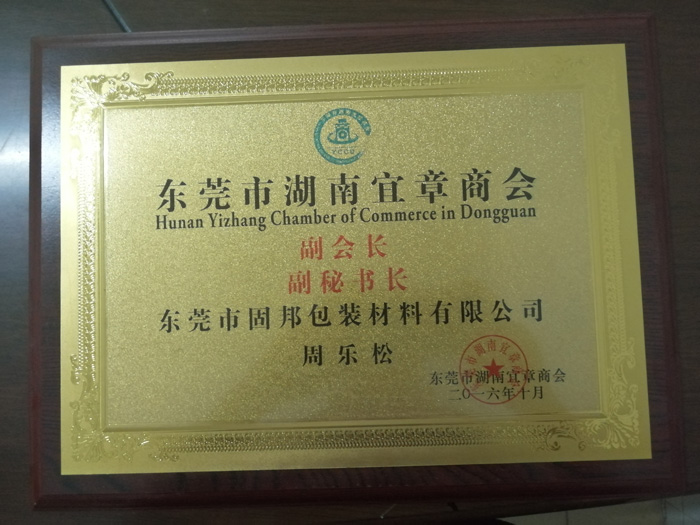 YCCD
东莞市湖南宜章商会
Hunan Yizhang Chamber of Commerce in Dongguan
副会长
副秘书长
东莞市固邦包装材料有限公司
周乐松
东莞市湖南宜章商会
二〇一六年十月